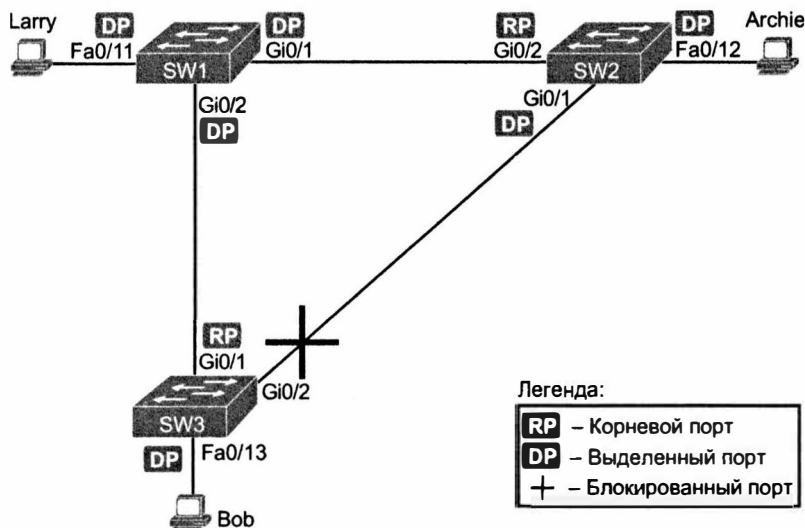 Larry
DP
Fa0/11
SW1
DP
Gi0/1
RP
Gi0/2
SW2
DP
Fa0/12
Archie
Gi0/2
DP
Gi0/1
DP
RP
Gi0/1
Gi0/2
SW3
DP
Fa0/13
Bob
Легенда:
RP – Корневой порт
DP – Выделенный порт
– Блокированный порт